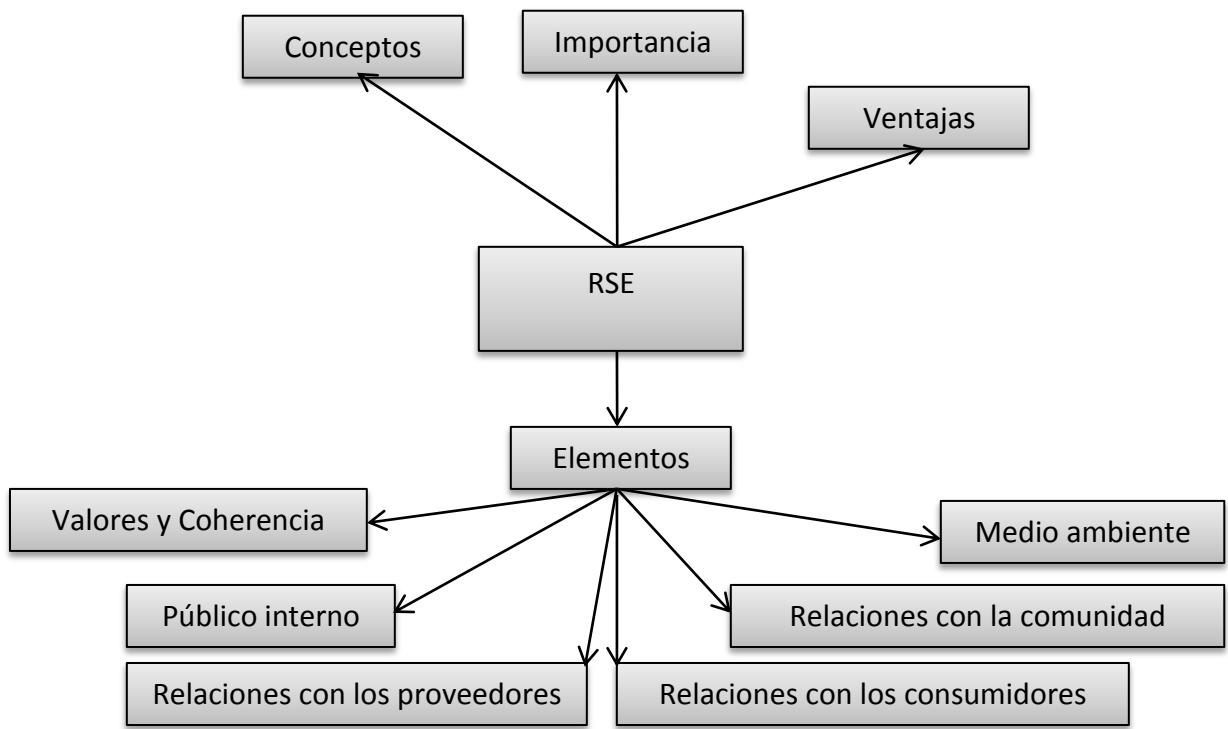 Conceptos
Importancia
Ventajas
RSE
Elementos
Valores y Coherencia
Medio ambiente
Público interno
Relaciones con la comunidad
Relaciones con los proveedores
Relaciones con los consumidores